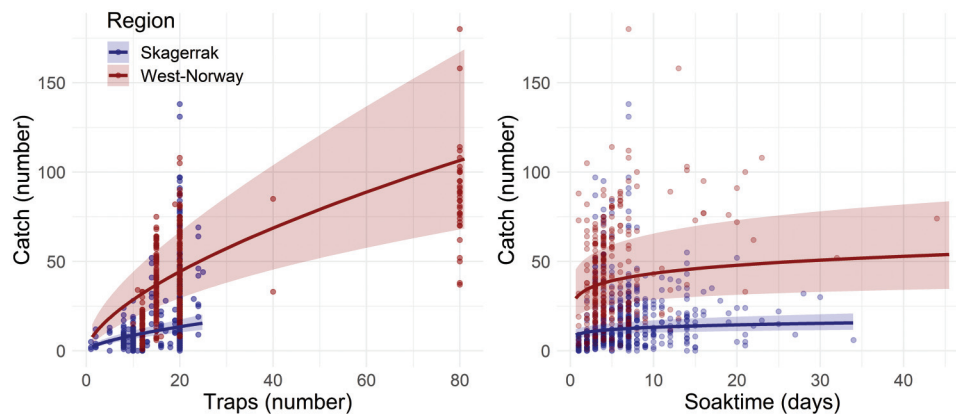 Region
Skagerrak
West-Norway
Catch (number)
150
100
50
0
0
20
40
60
80
Traps (number)
Catch (number)
150
100
50
0
0
10
20
30
40
Soaktime (days)